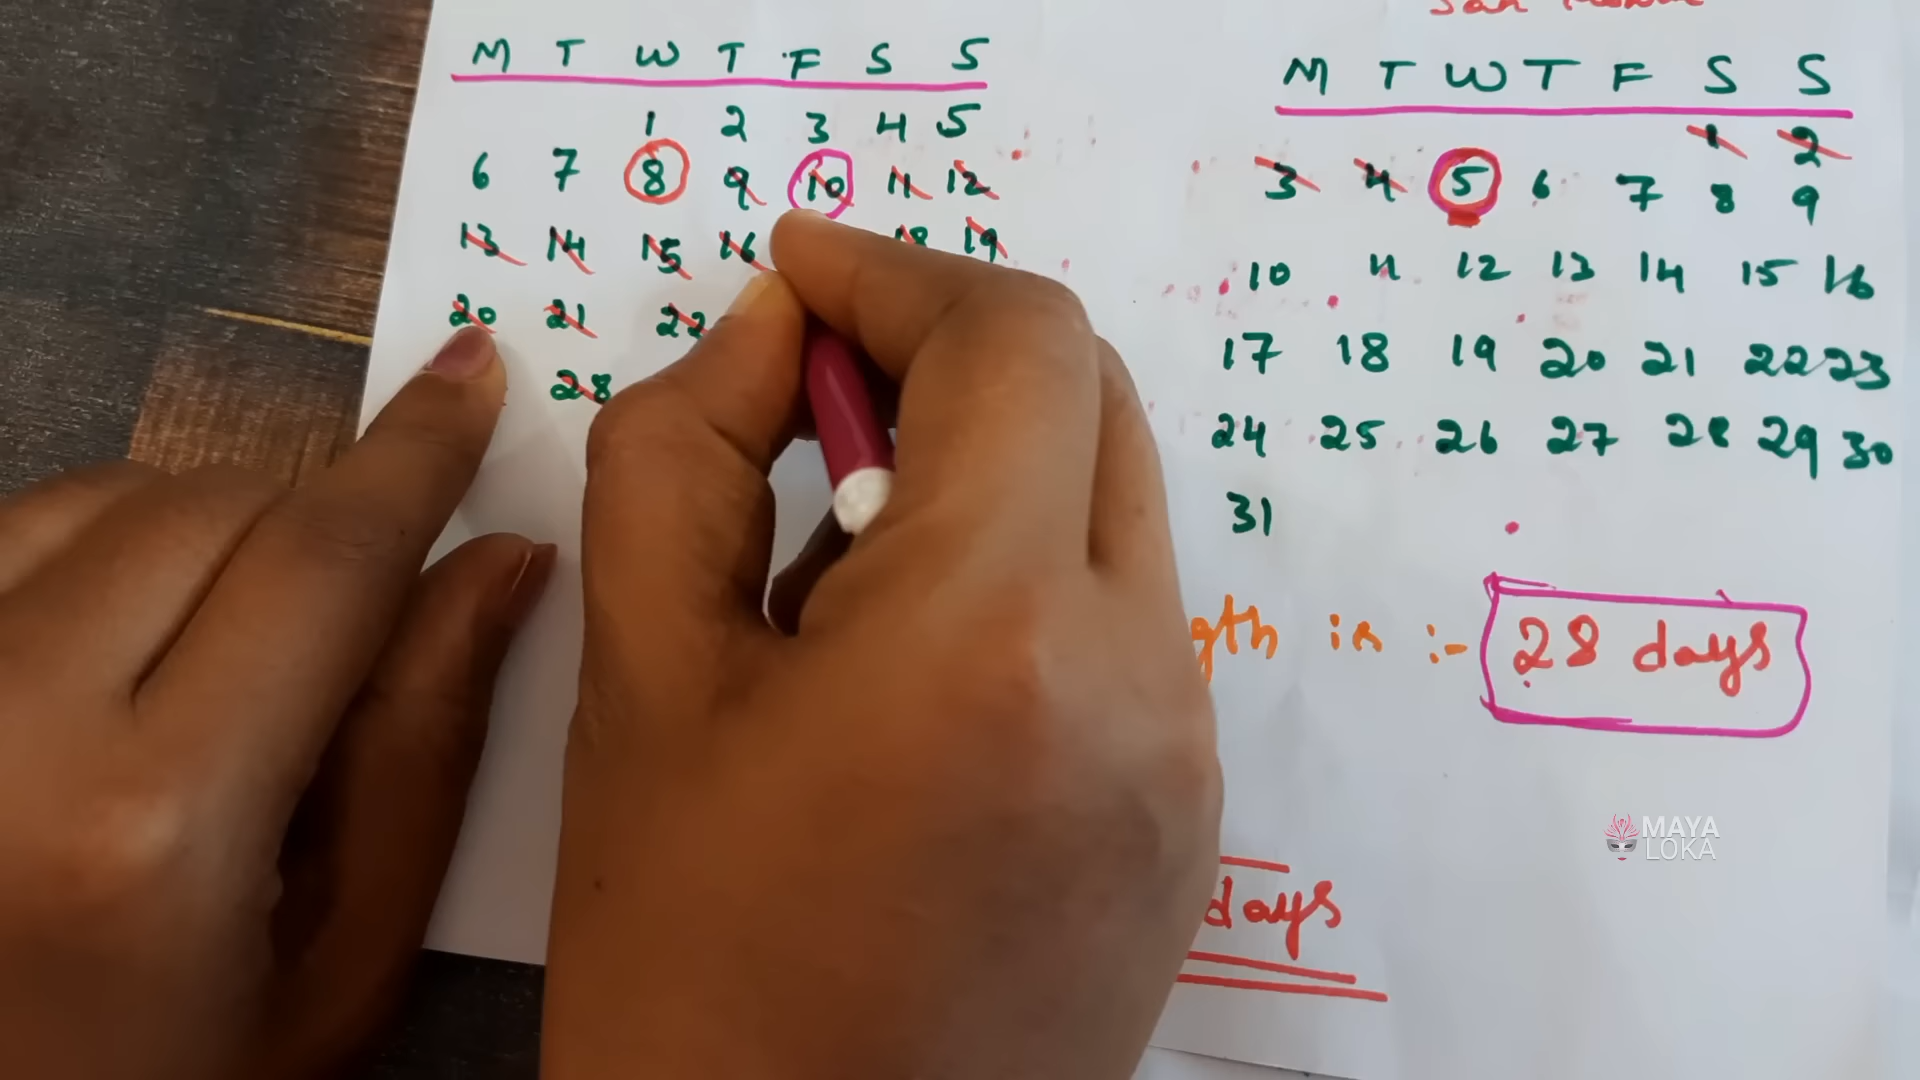 M T W T F S S
1 2 3 4 5
6 7 8 9 10 11 12
13 14 15 16 18 19
20 21 22
28
M T W T F S S
1 2
3 4 5 6 7 8 9
10 11 12 13 14 15 16
17 18 19 20 21 22 23
24 25 26 27 28 29 30
31
gth is :- 28 days
days
MAYA
LOKA